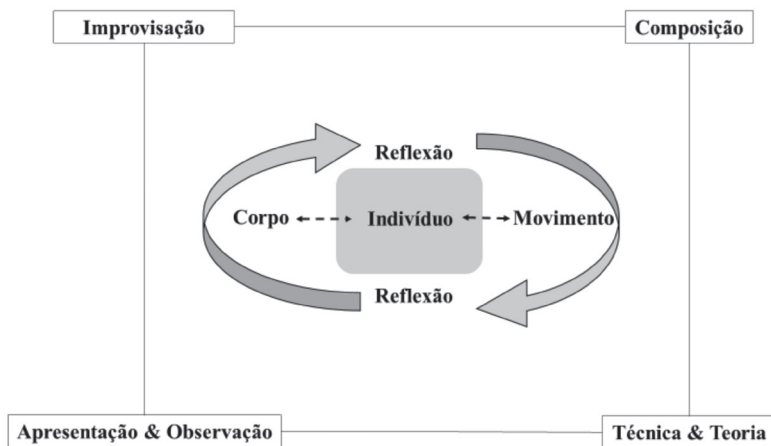 Improvisação
Composição
Reflexão
Corpo
Indivíduo
Movimento
Reflexão
Apresentação & Observação
Técnica & Teoria